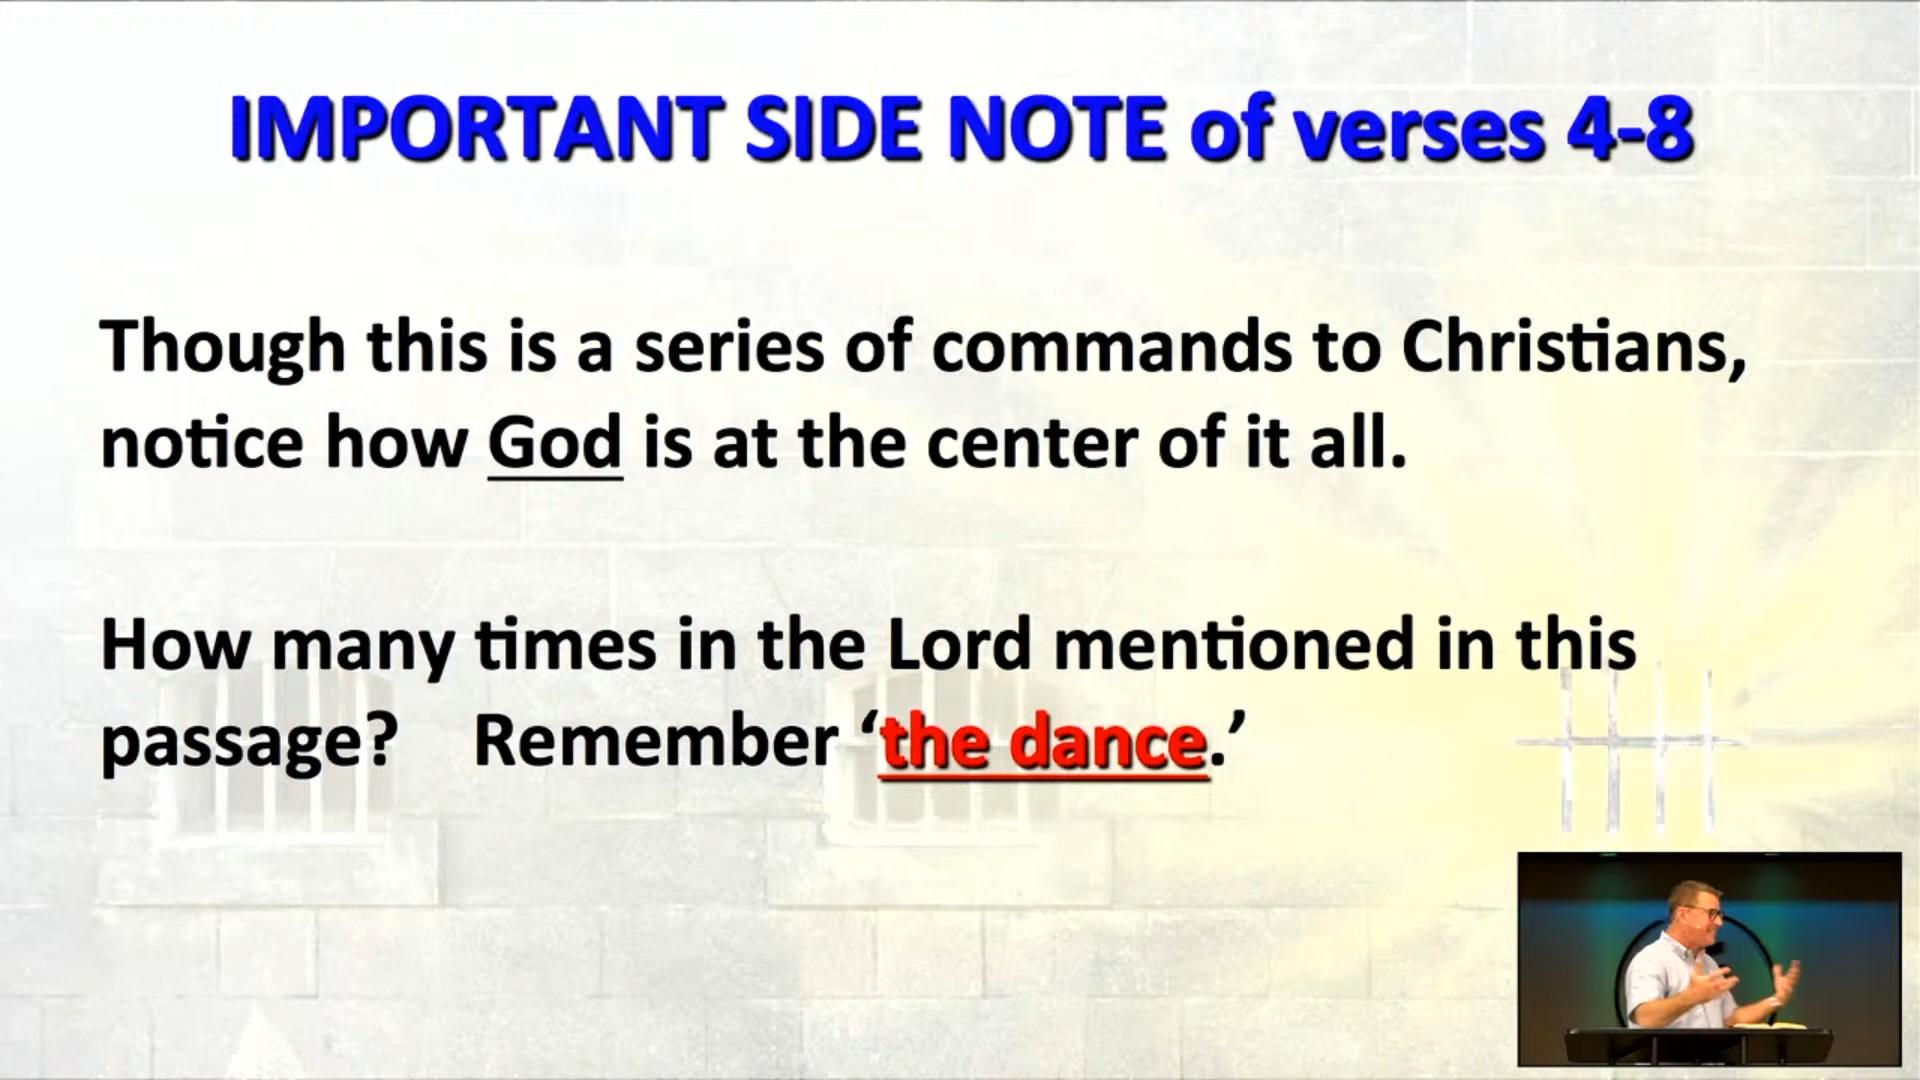 IMPORTANT SIDE NOTE of verses 4-8
Though this is a series of commands to Christians,
notice how God is at the center of it all.
How many times in the Lord mentioned in this
passage? Remember ‘the dance.’